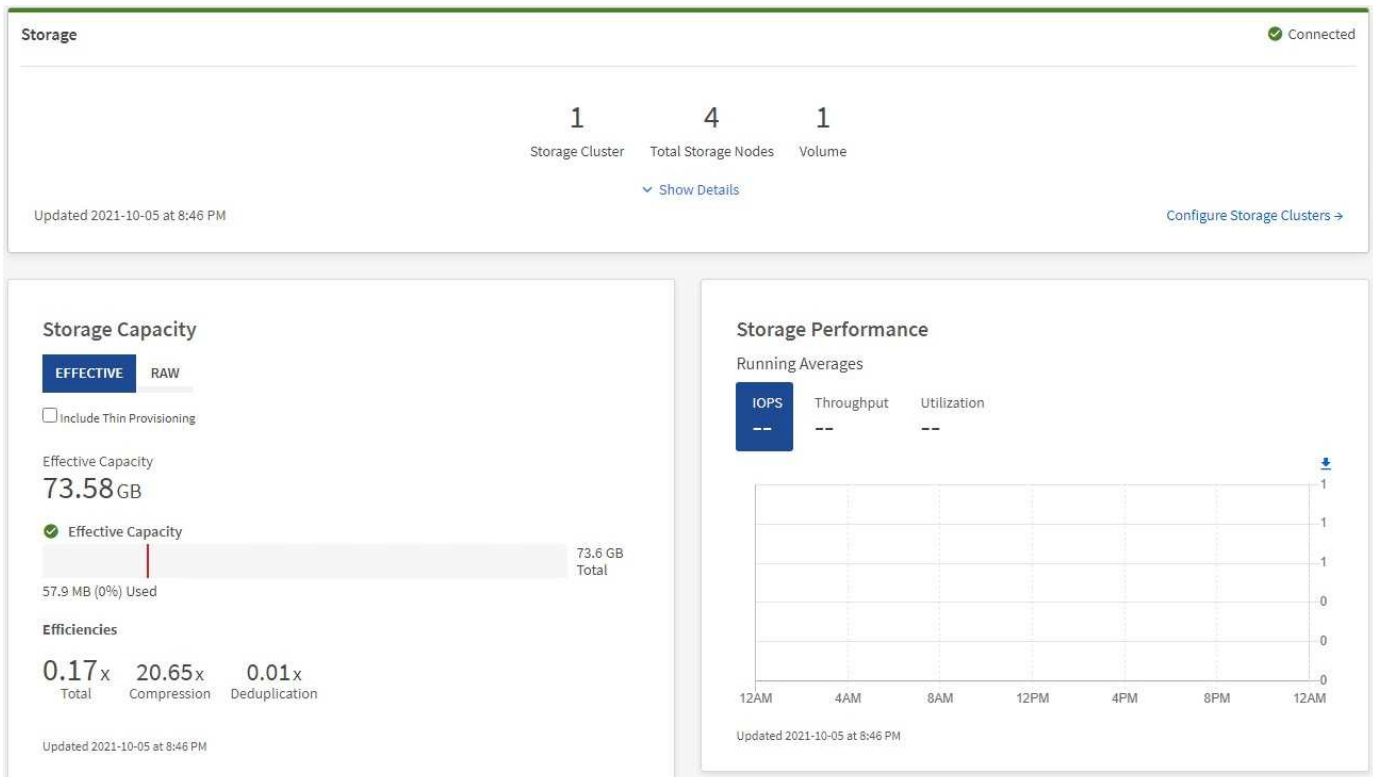 Storage
Connected
1 4 1
Storage Cluster Total Storage Nodes Volume
Show Details
Updated 2021-10-05 at 8:46 PM
Configure Storage Clusters →
Storage Capacity
EFFECTIVE RAW
Include Thin Provisioning
Effective Capacity
73.58 GB
Effective Capacity
73.6 GB
Total
57.9 MB (0%) Used
Efficiencies
0.17x 20.65x 0.01x
Total Compression Deduplication
Updated 2021-10-05 at 8:46 PM
Storage Performance
Running Averages
IOPS Throughput Utilization
-- -- --
1
1
1
0
0
0
12AM 4AM 8AM 12PM 4PM 8PM 12AM
Updated 2021-10-05 at 8:46 PM